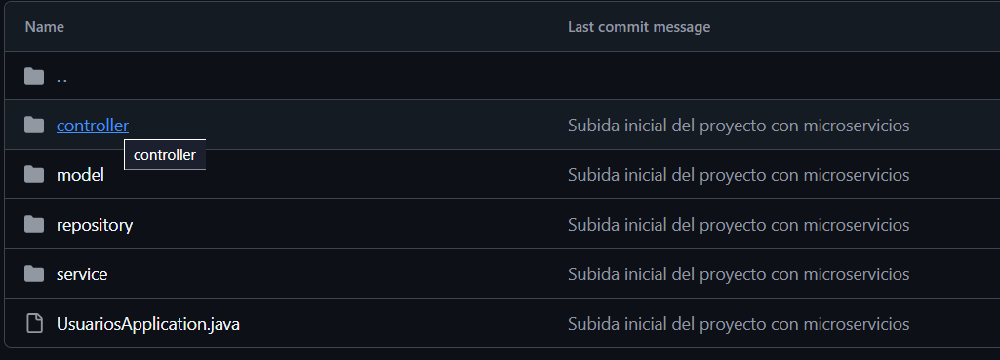 Name Last commit message
..
controller Subida inicial del proyecto con microservicios
controller
model Subida inicial del proyecto con microservicios
repository Subida inicial del proyecto con microservicios
service Subida inicial del proyecto con microservicios
UsuariosApplication.java Subida inicial del proyecto con microservicios